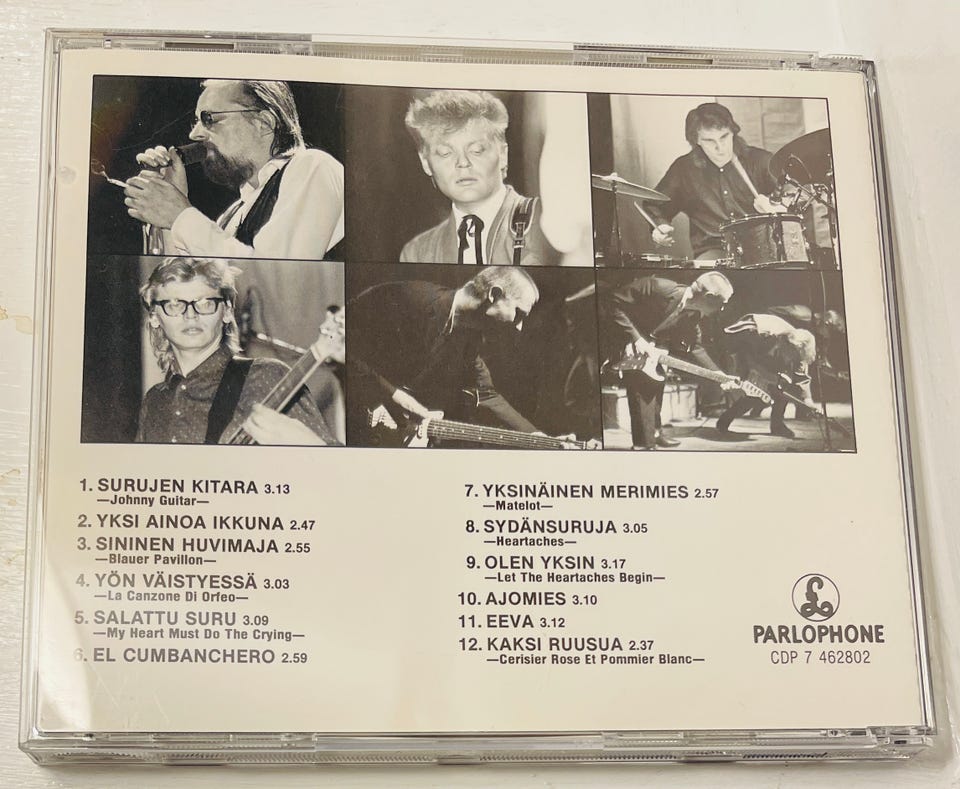 1. SURUJEN KITARA 3.13
—Johnny Guitar—
2. YKSI AINOA IKKUNA 2.47
3. SININEN HUVIMAJA 2.55
—Blauer Pavillon—
4. YÖN VÄISTYESSÄ 3.03
—La Canzone Di Orfeo—
5. SALATTU SURU 3.09
—My Heart Must Do The Crying—
6. EL CUMBANCHERO 2.59
7. YKSINÄINEN MERIMIES 2.57
—Matelot—
8. SYDÄNSURUJA 3.05
—Heartaches—
9. OLEN YKSIN 3.17
—Let The Heartaches Begin—
10. AJOMIES 3.10
11. EEVA 3.12
12. KAKSI RUUSUA 2.37
—Cerisier Rose Et Pommier Blanc—
PARLOPHONE
CDP 7 462802